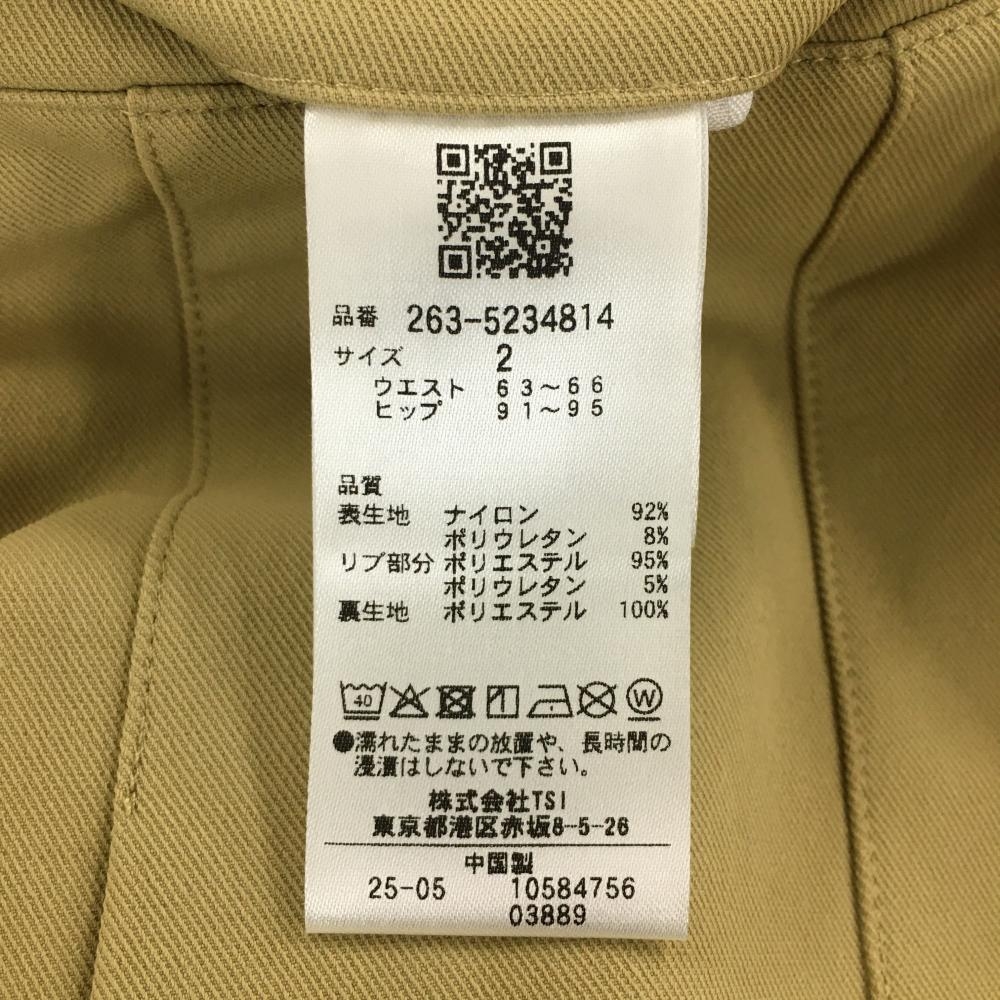 品番 263-5234814
サイズ 2
ウエスト 63～66
ヒップ 91～95
品質
表生地 ナイロン 92%
ポリウレタン 8%
リブ部分 ポリエステル 95%
ポリウレタン 5%
裏生地 ポリエステル 100%
40 W
●濡れたままの放置や、長時間の
浸漬はしないで下さい。
株式会社TSI
東京都港区赤坂8-5-26
中国製
25-05 10584756
03889